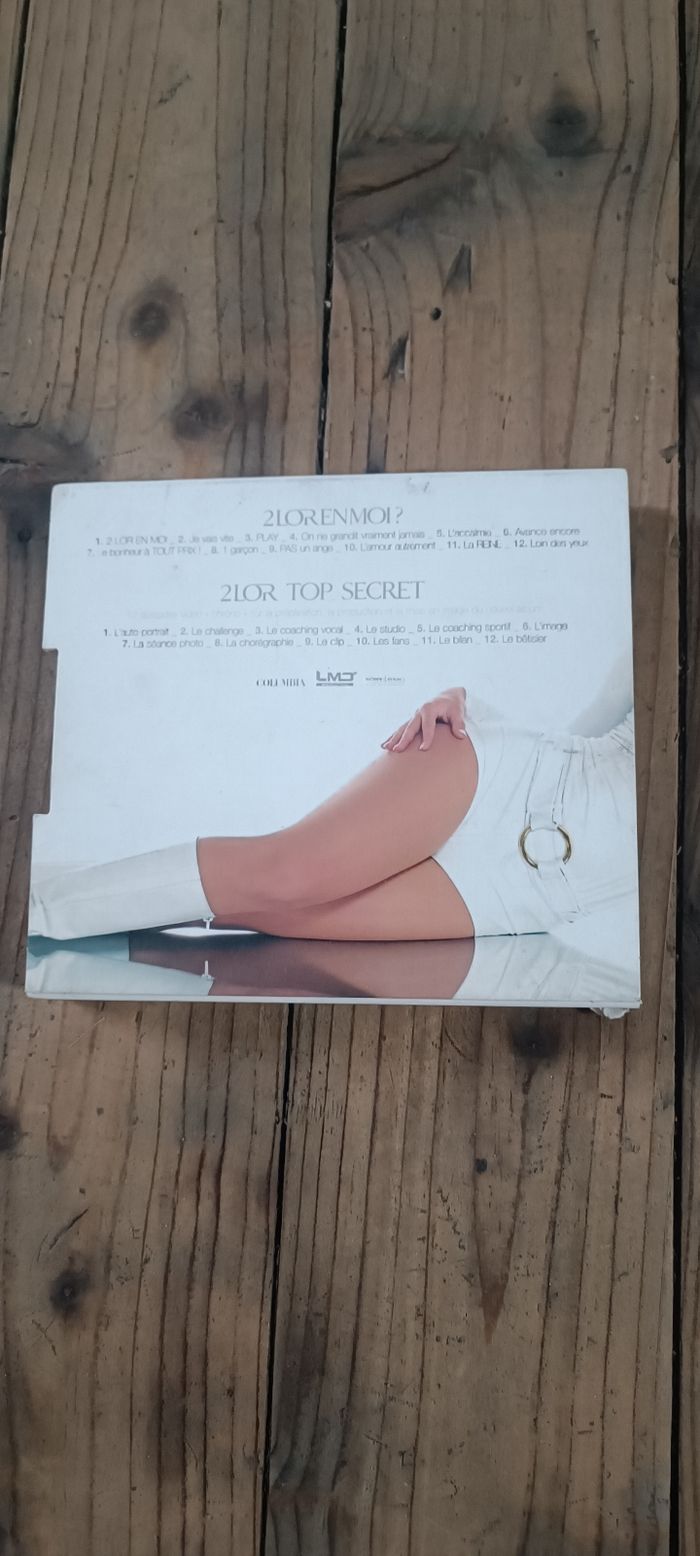 2LORENMOI?
1. 2 LOR EN MOI _ 2. Je vais vite _ 3. PLAY _ 4. On ne grandit vraiment jamais _ 5. L'accalmie _ 6. Avance encore
7. Le bonheur à TOUT PRIX ! _ 8. 1 garçon _ 9. PAS un ange _ 10. L'amour autrement _ 11. La REINE _ 12. Loin des yeux
2LOR TOP SECRET
1. L'auto portrait _ 2. Le challenge _ 3. Le coaching vocal _ 4. Le studio _ 5. Le coaching sportif _ 6. L'image
7. La séance photo _ 8. La chorégraphie _ 9. Le clip _ 10. Les fans _ 11. Le bilan _ 12. Le bêtisier
COLUMBIA LMD